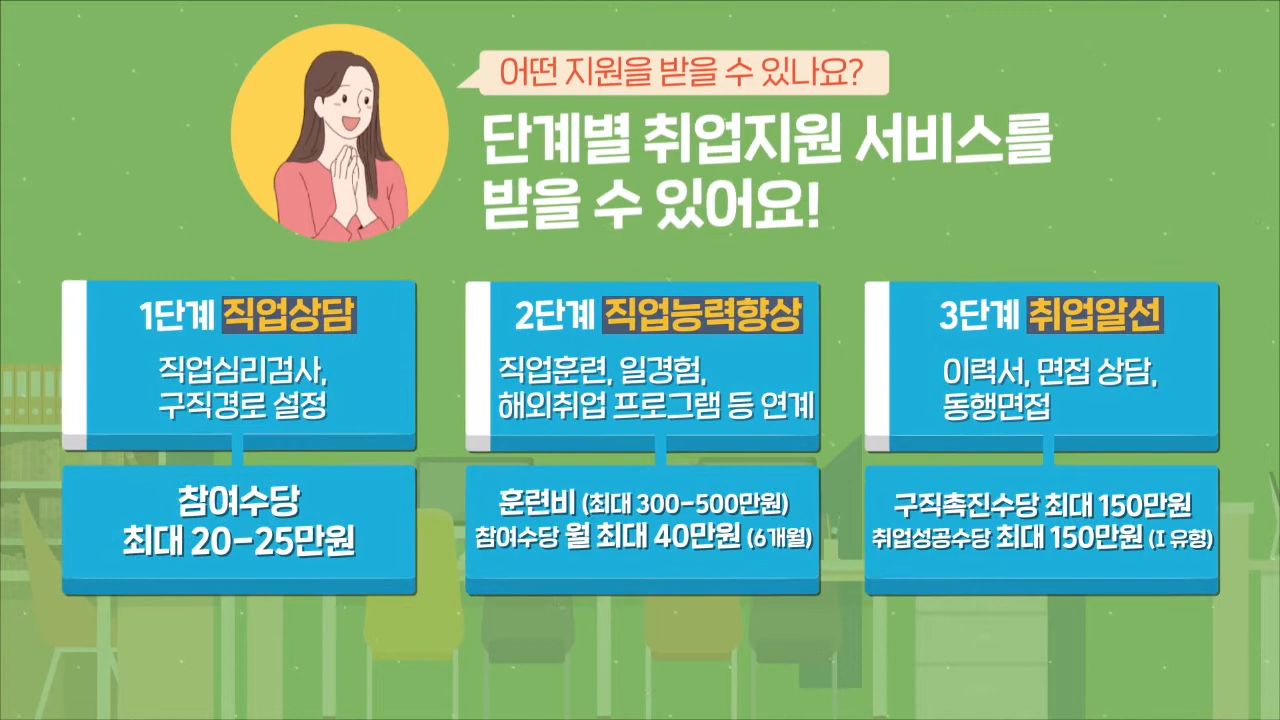 어떤 지원을 받을 수 있나요?
단계별 취업지원 서비스를
받을 수 있어요!
1단계 직업상담
직업심리검사,
구직경로 설정
참여수당
최대 20-25만원
2단계 직업능력향상
직업훈련, 일경험,
해외취업 프로그램 등 연계
훈련비 (최대 300-500만원)
참여수당 월 최대 40만원 (6개월)
3단계 취업알선
이력서, 면접 상담,
동행면접
구직촉진수당 최대 150만원
취업성공수당 최대 150만원 (I 유형)